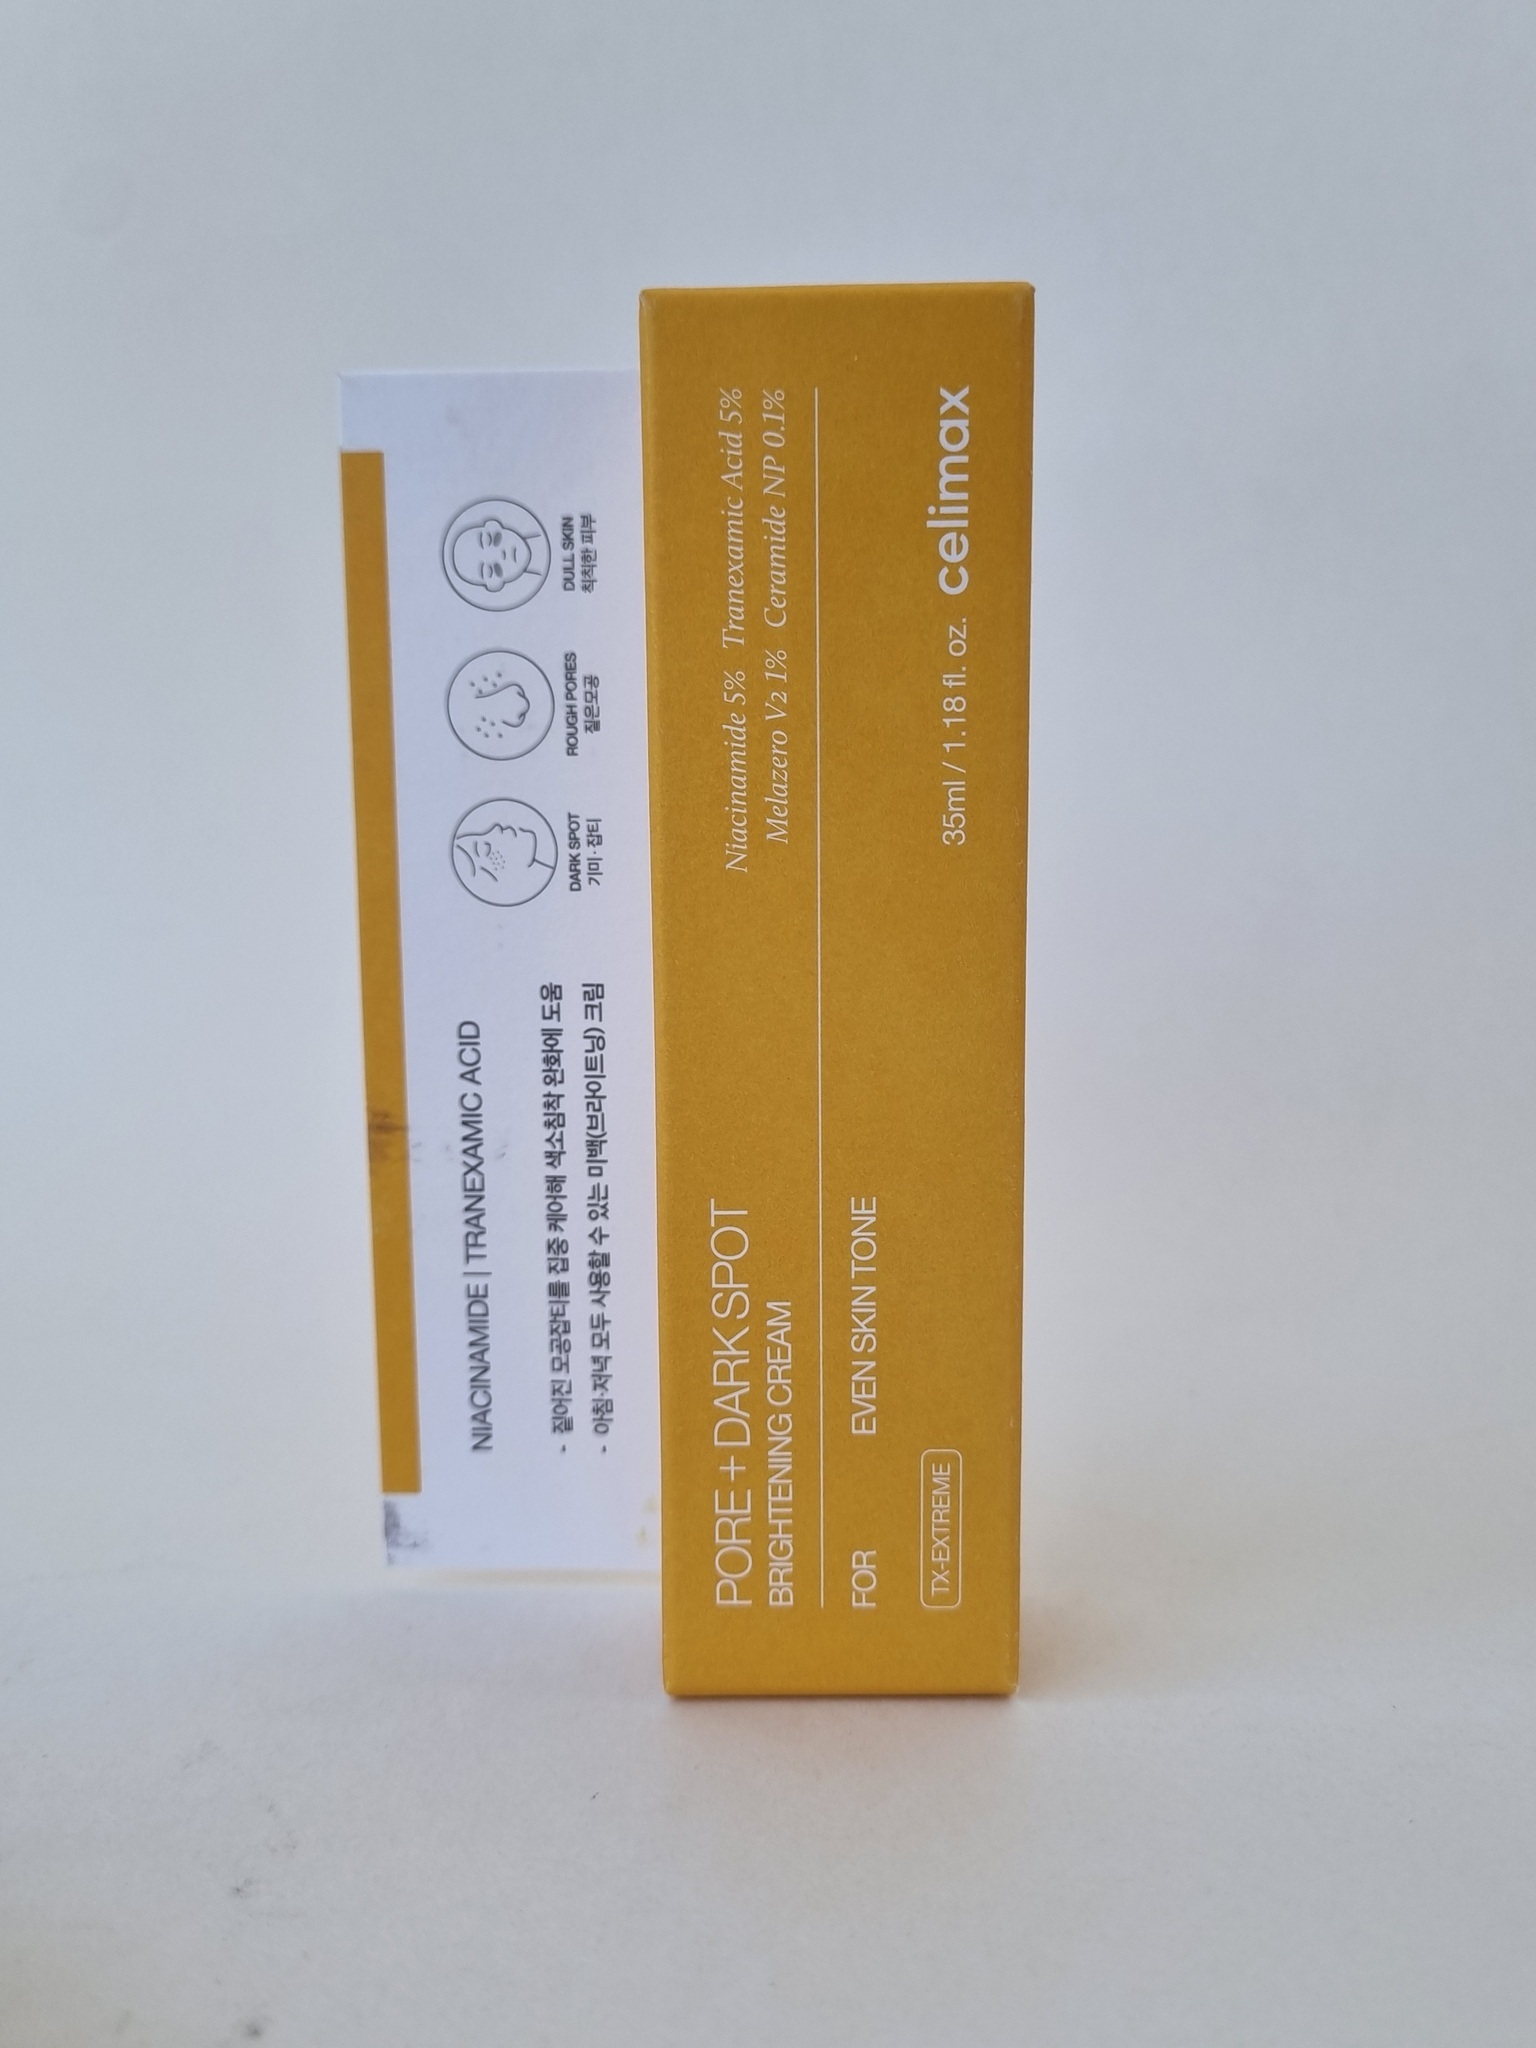 NIACINAMIDE | TRANEXAMIC ACID
- 짙어진 모공잡티를 집중 케어해 색소침착 완화에 도움
- 아침·저녁 모두 사용할 수 있는 미백(브라이트닝) 크림
DARK SPOT
기미·잡티
ROUGH PORES
짙은모공
DULL SKIN
칙칙한 피부
PORE + DARK SPOT
BRIGHTENING CREAM
Niacinamide 5% Tranexamic Acid 5%
Melazero V2 1% Ceramide NP 0.1%
FOR EVEN SKIN TONE
TX-EXTREME
35ml / 1.18 fl. oz. celimax